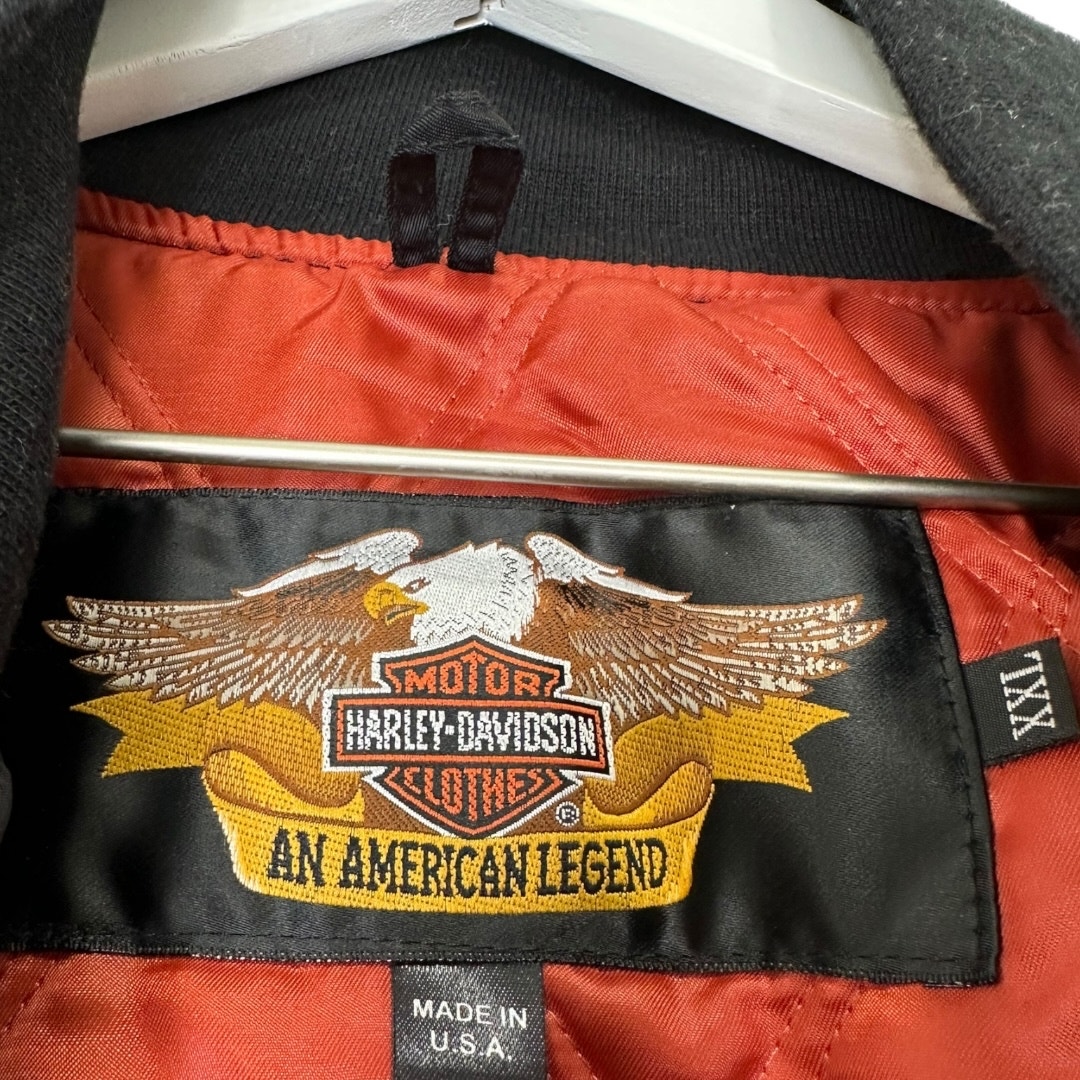 MOTOR
HARLEY-DAVIDSON
CLOTHES
®
AN AMERICAN LEGEND
XXL
MADE IN
U.S.A.